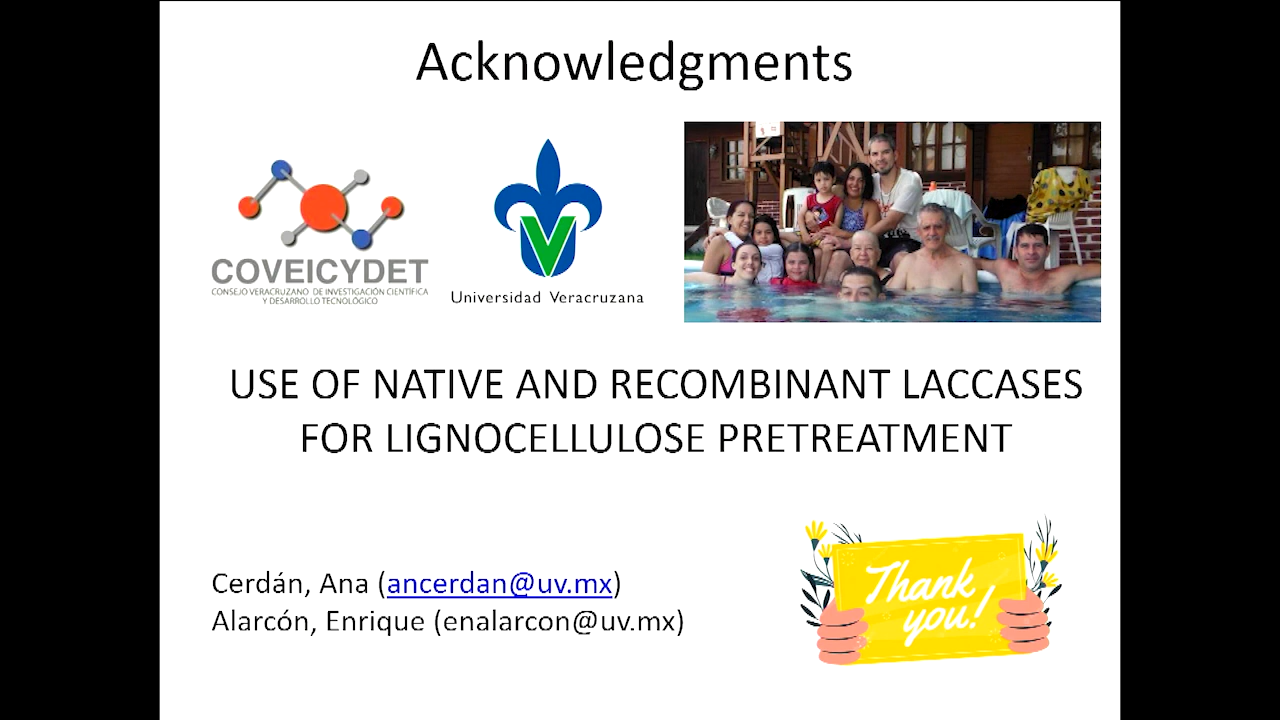 Acknowledgments
COVEICYDET
CONSEJO VERACRUZANO DE INVESTIGACIÓN CIENTÍFICA
Y DESARROLLO TECNOLÓGICO
Universidad Veracruzana
USE OF NATIVE AND RECOMBINANT LACCASES
FOR LIGNOCELLULOSE PRETREATMENT
Cerdán, Ana (ancerdan@uv.mx)
Alarcón, Enrique (enalarcon@uv.mx)
Thank
you!